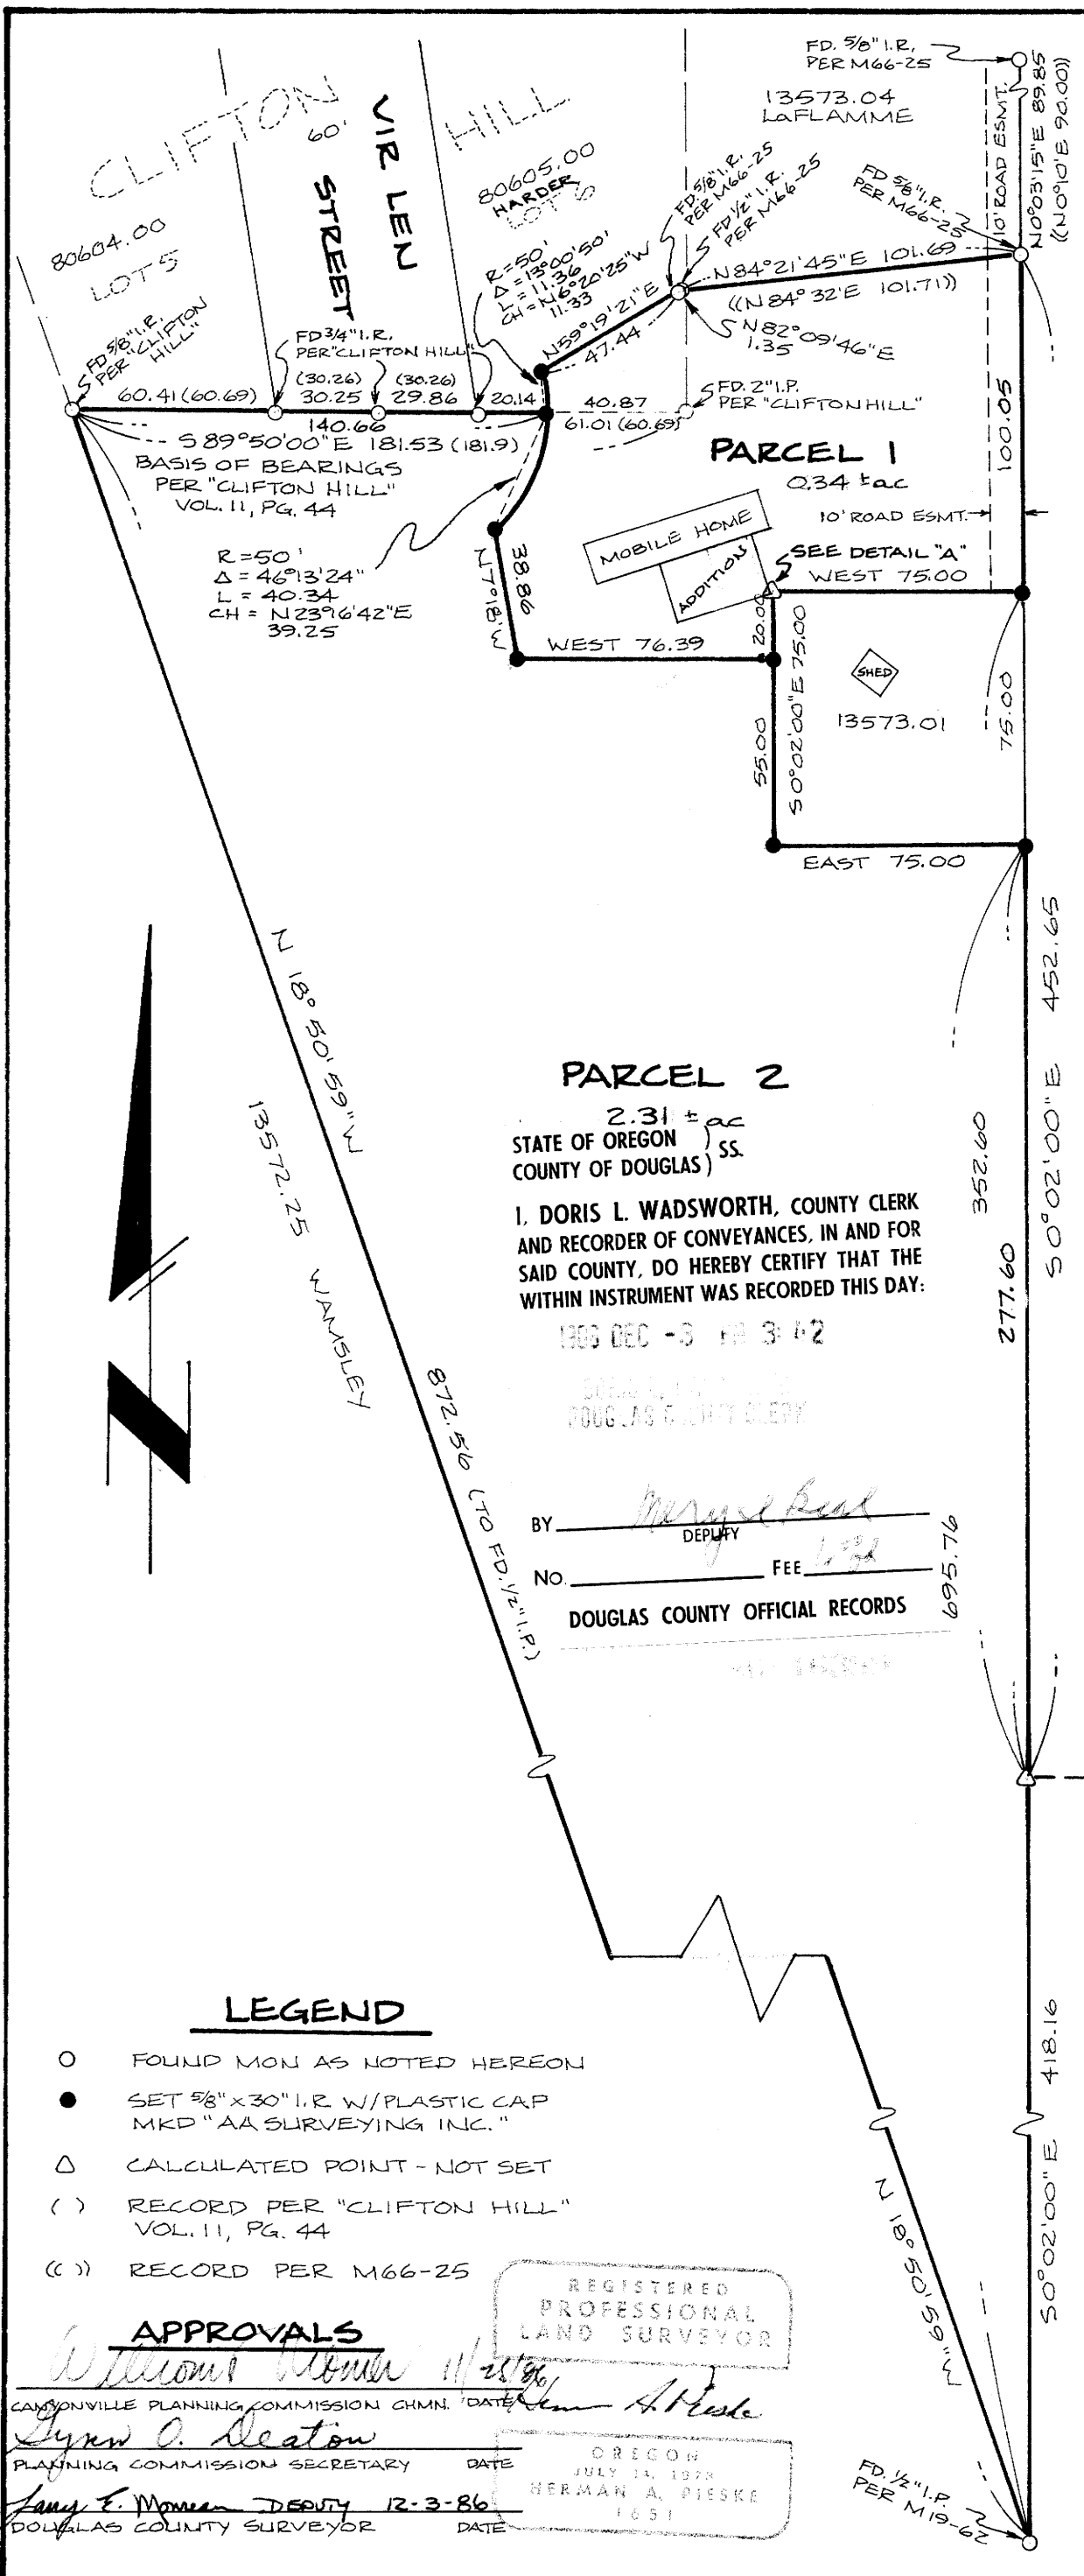 FD. 5/8" I.R.
PER M66-25
13573.04
LaFLAMME
10' ROAD ESMT.
N0°03'15"E 89.85
((N0°10'E 90.00))
CLIFTON HILL
60'
VIR LEN
STREET
80604.00
LOT 5
80605.00
HARDER
LOT 6
FD 5/8" I.R.
PER "CLIFTON
HILL"
FD 3/4" I.R.
PER "CLIFTON HILL"
R=50'
Δ = 13°00'50"
L = 11.36
CH = N6°20'25"W
11.33
FD 5/8" I.R.
PER M66-25
FD 1/2" I.R.
PER M66-25
FD 5/8" I.R.
PER M66-25
N84°21'45"E 101.69
((N84°32'E 101.71))
N59°19'21"E
47.44
N82°09'46"E
1.35
FD. 2" I.P.
PER "CLIFTON HILL"
60.41 (60.69)
(30.26)
30.25
(30.26)
29.86
20.14
40.87
61.01 (60.69)
140.66
S89°50'00"E 181.53 (181.9)
BASIS OF BEARINGS
PER "CLIFTON HILL"
VOL. 11, PG. 44
R=50'
Δ = 46°13'24"
L = 40.34
CH = N23°16'42"E
39.25
PARCEL 1
0.34 ±ac
100.05
10' ROAD ESMT.
MOBILE HOME
ADDITION
SEE DETAIL "A"
WEST 75.00
38.86
N7°18'W
WEST 76.39
20.00
S0°02'00"E 75.00
55.00
SHED
13573.01
75.00
EAST 75.00
N 18°50'59"W
13572.25 WAMSLEY
872.56 (TO FD. 1/2" I.P.)
452.65
S0°02'00"E
352.60
277.60
695.76
PARCEL 2
2.31 ± ac
STATE OF OREGON )
COUNTY OF DOUGLAS ) SS.
I, DORIS L. WADSWORTH, COUNTY CLERK
AND RECORDER OF CONVEYANCES, IN AND FOR
SAID COUNTY, DO HEREBY CERTIFY THAT THE
WITHIN INSTRUMENT WAS RECORDED THIS DAY:
DEC -3 3:42
DOUGLAS COUNTY CLERK
BY
DEPUTY
NO. FEE
DOUGLAS COUNTY OFFICIAL RECORDS
418.16
S0°02'00"E
N 18°50'59"W
FD. 1/2" I.P.
PER M19-62
LEGEND
FOUND MON AS NOTED HEREON
SET 5/8" x 30" I.R. W/PLASTIC CAP
MKD "AA SURVEYING INC."
CALCULATED POINT - NOT SET
( ) RECORD PER "CLIFTON HILL"
VOL. 11, PG. 44
(( )) RECORD PER M66-25
REGISTERED
PROFESSIONAL
LAND SURVEYOR
Herman A. Pieske
OREGON
HERMAN A. PIESKE
1651
APPROVALS
11/25/86
CANYONVILLE PLANNING COMMISSION CHMN. DATE
Lynn O. Deaton
PLANNING COMMISSION SECRETARY DATE
DEPUTY 12-3-86
DOUGLAS COUNTY SURVEYOR DATE